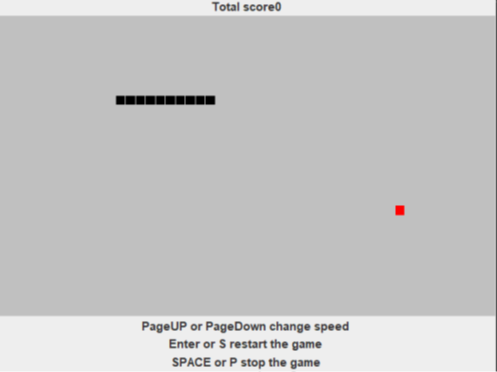 Total score0
PageUP or PageDown change speed
Enter or S restart the game
SPACE or P stop the game